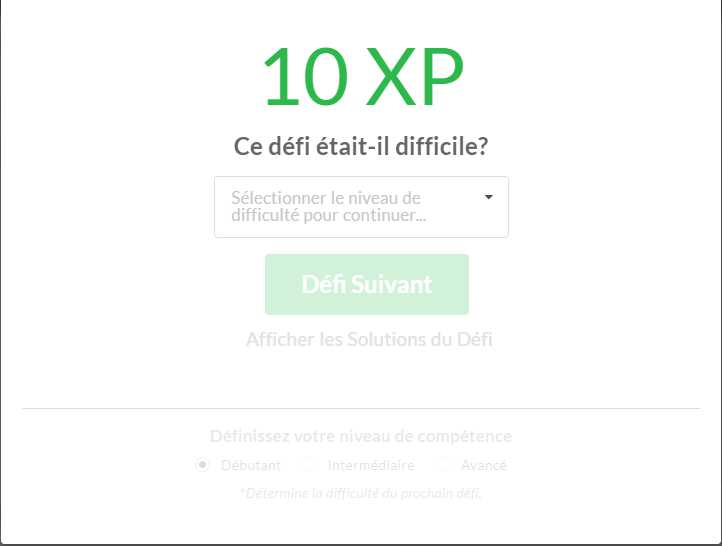 10 XP
Ce défi était-il difficile?
Sélectionner le niveau de
difficulté pour continuer...
Défi Suivant
Afficher les Solutions du Défi
Définissez votre niveau de compétence
Débutant Intermédiaire Avancé
*Détermine la difficulté du prochain défi.